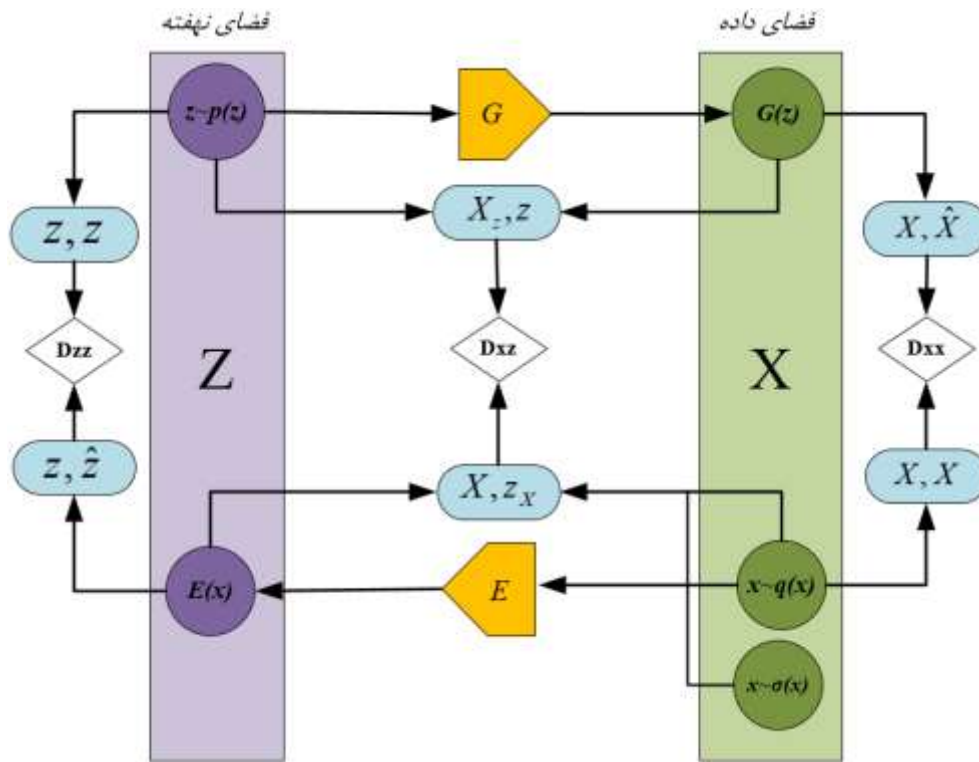 فضای نهفته
فضای داده
z~p(z)
G
G(z)
z, z
X_z, z
X, X̂
Dzz
Dxz
Dxx
Z
X
z, ẑ
X, z_X
X, X
E(x)
E
x~q(x)
x~σ(x)